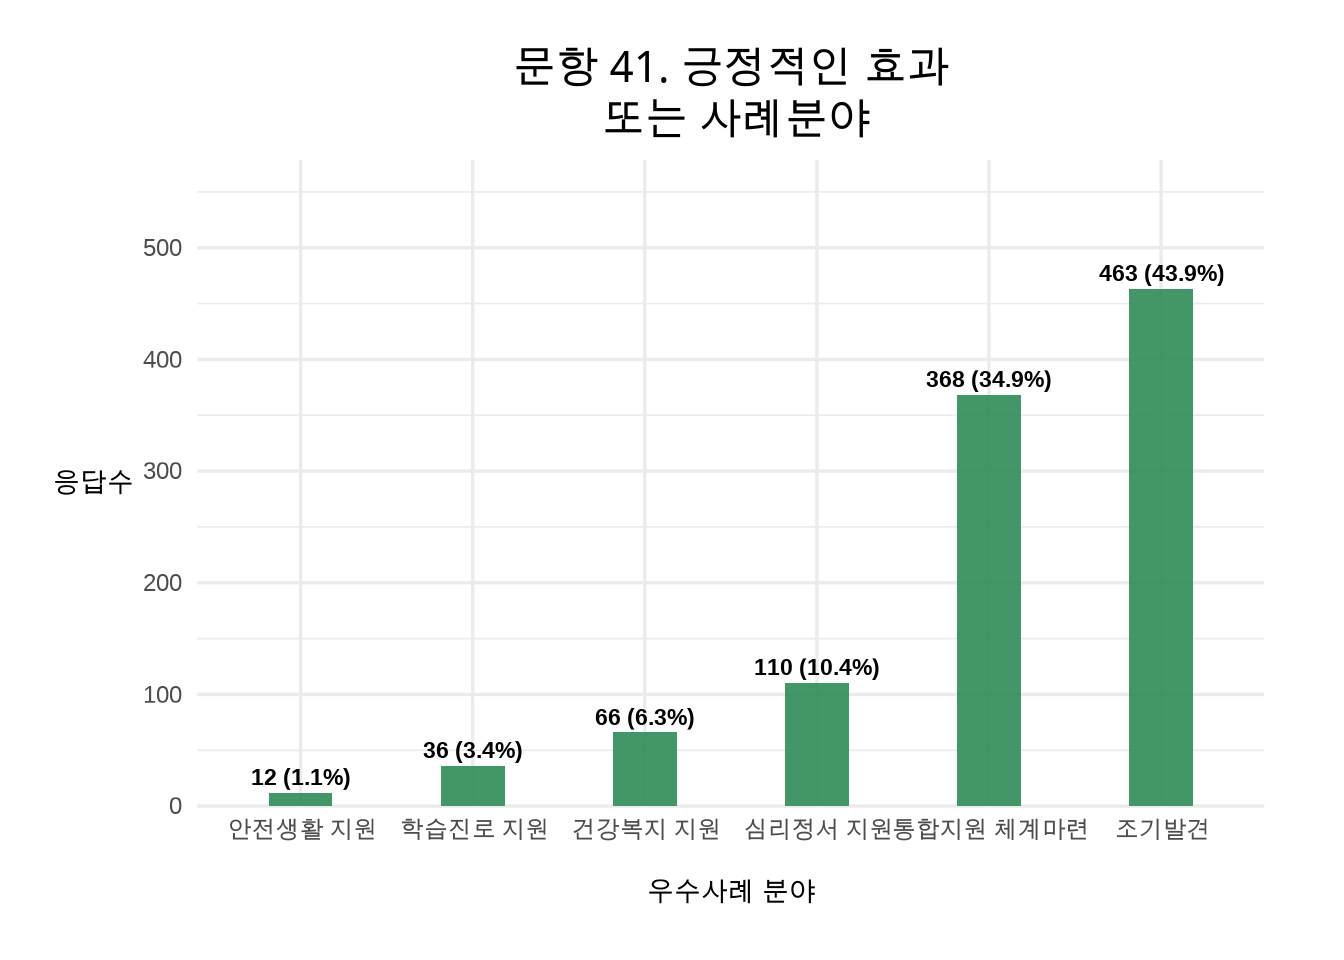 문항 41. 긍정적인 효과
또는 사례분야
500
400
300
200
100
0
응답수
12 (1.1%)
36 (3.4%)
66 (6.3%)
110 (10.4%)
368 (34.9%)
463 (43.9%)
안전생활 지원
학습진로 지원
건강복지 지원
심리정서 지원
통합지원 체계마련
조기발견
우수사례 분야